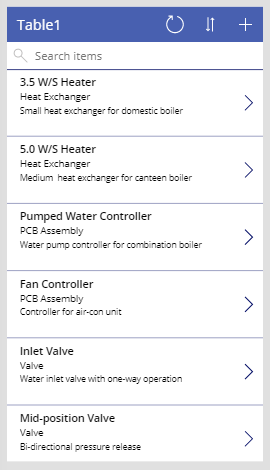 Table1
Search items
3.5 W/S Heater
Heat Exchanger
Small heat exchanger for domestic boiler
5.0 W/S Heater
Heat Exchanger
Medium  heat exchanger for canteen boiler
Pumped Water Controller
PCB Assembly
Water pump controller for combination boiler
Fan Controller
PCB Assembly
Controller for air-con unit
Inlet Valve
Valve
Water inlet valve with one-way operation
Mid-position Valve
Valve
Bi-directional pressure release